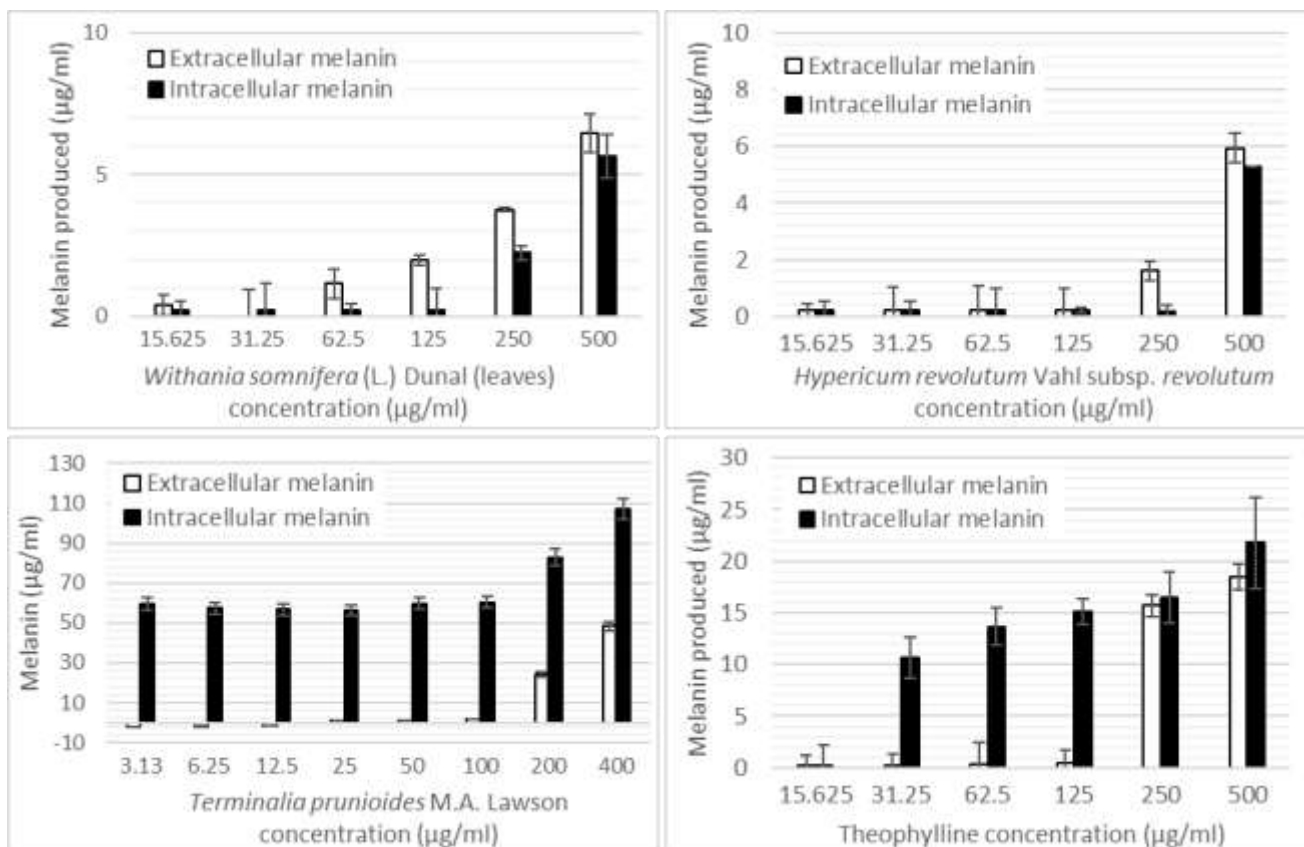 10
Extracellular melanin
Intracellular melanin
5
0
Melanin produced (µg/ml)
15.625 31.25 62.5 125 250 500
Withania somnifera (L.) Dunal (leaves)
concentration (µg/ml)
10
Extracellular melanin
8
Intracellular melanin
6
4
2
0
Melanin produced (µg/ml)
15.625 31.25 62.5 125 250 500
Hypericum revolutum Vahl subsp. revolutum
concentration (µg/ml)
130
Extracellular melanin
110
Intracellular melanin
90
70
50
30
10
-10
Melanin (µg/ml)
3.13 6.25 12.5 25 50 100 200 400
Terminalia prunioides M.A. Lawson
concentration (µg/ml)
30
Extracellular melanin
25
Intracellular melanin
20
15
10
5
0
Melanin produced (µg/ml)
15.625 31.25 62.5 125 250 500
Theophylline concentration (µg/ml)